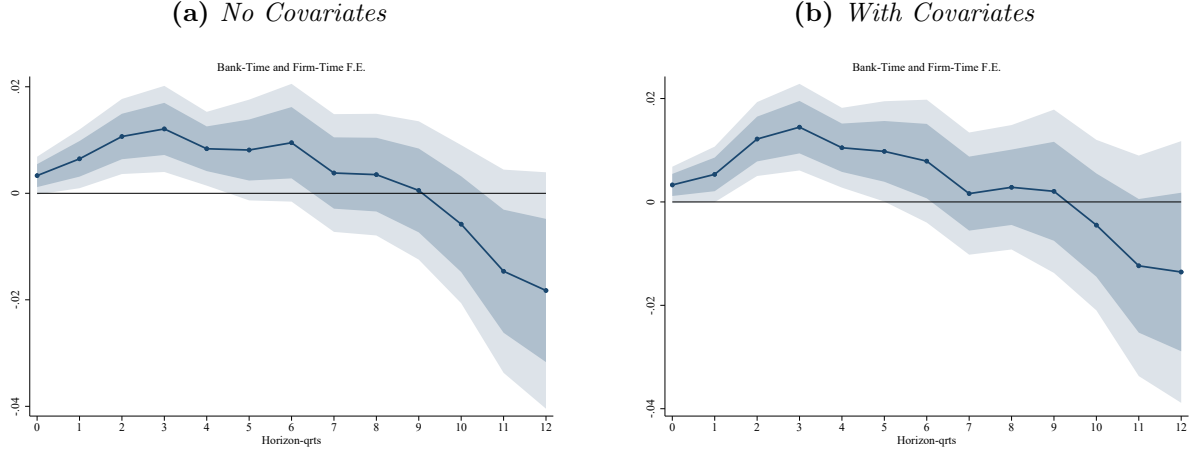 (a) No Covariates
Bank-Time and Firm-Time F.E.
.02
0
-.02
-.04
0 1 2 3 4 5 6 7 8 9 10 11 12
Horizon-qrts
(b) With Covariates
Bank-Time and Firm-Time F.E.
.02
0
-.02
-.04
0 1 2 3 4 5 6 7 8 9 10 11 12
Horizon-qrts